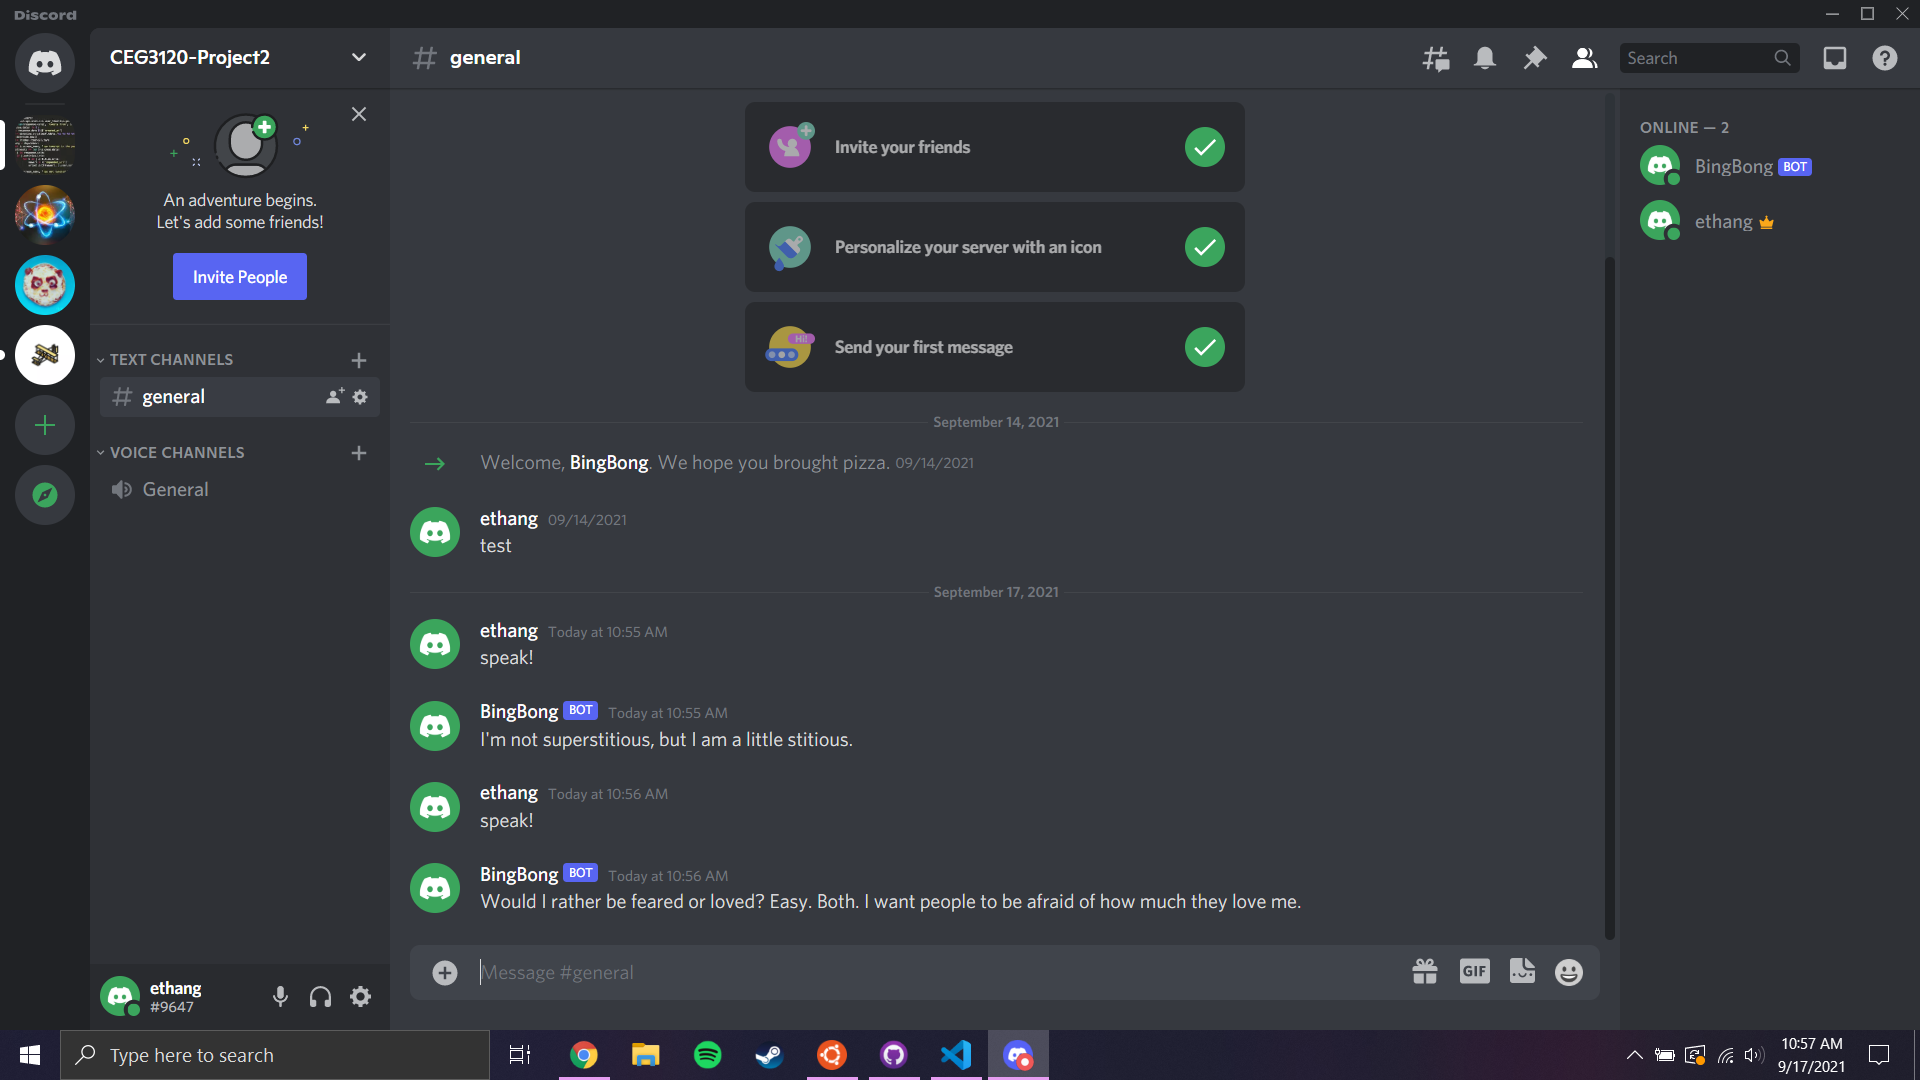 Discord
CEG3120-Project2
general
Search
An adventure begins.
Let's add some friends!
Invite People
TEXT CHANNELS
general
VOICE CHANNELS
General
Invite your friends
Personalize your server with an icon
Hi!
Send your first message
September 14, 2021
Welcome, BingBong. We hope you brought pizza. 09/14/2021
ethang 09/14/2021
test
September 17, 2021
ethang Today at 10:55 AM
speak!
BingBong BOT Today at 10:55 AM
I'm not superstitious, but I am a little stitious.
ethang Today at 10:56 AM
speak!
BingBong BOT Today at 10:56 AM
Would I rather be feared or loved? Easy. Both. I want people to be afraid of how much they love me.
Message #general
GIF
ONLINE — 2
BingBong BOT
ethang
ethang
#9647
Type here to search
10:57 AM
9/17/2021